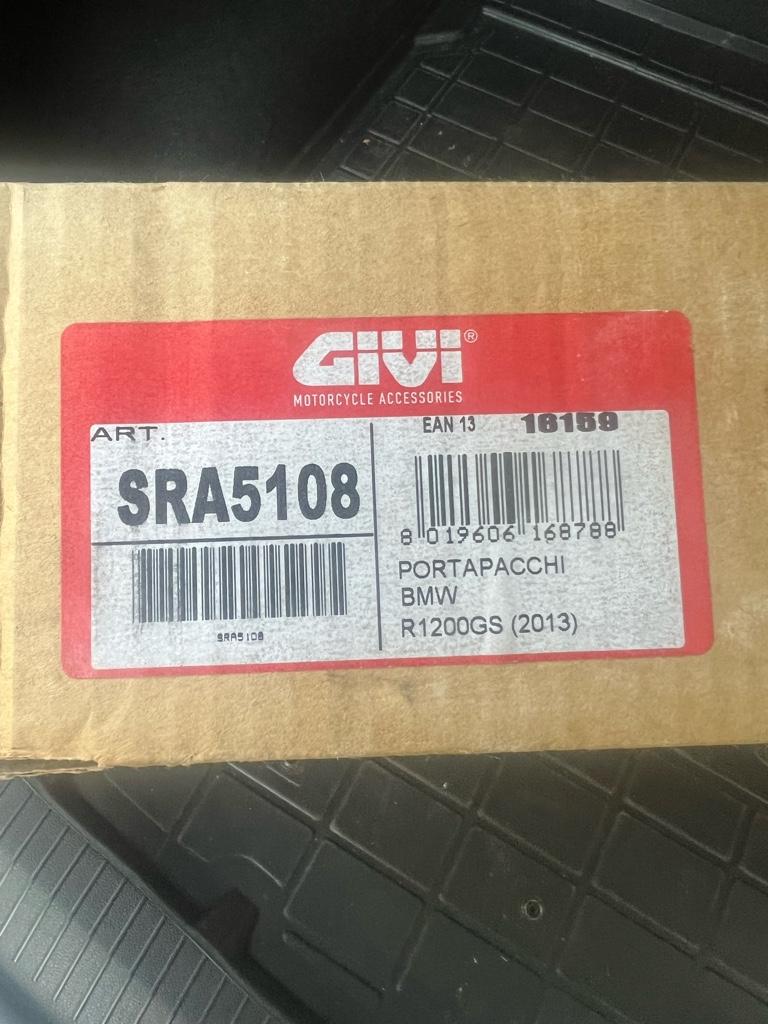 GIVI®
MOTORCYCLE ACCESSORIES
ART.
SRA5108
SRA5108
EAN 13 16159
8 019606 168788
PORTAPACCHI
BMW
R1200GS (2013)